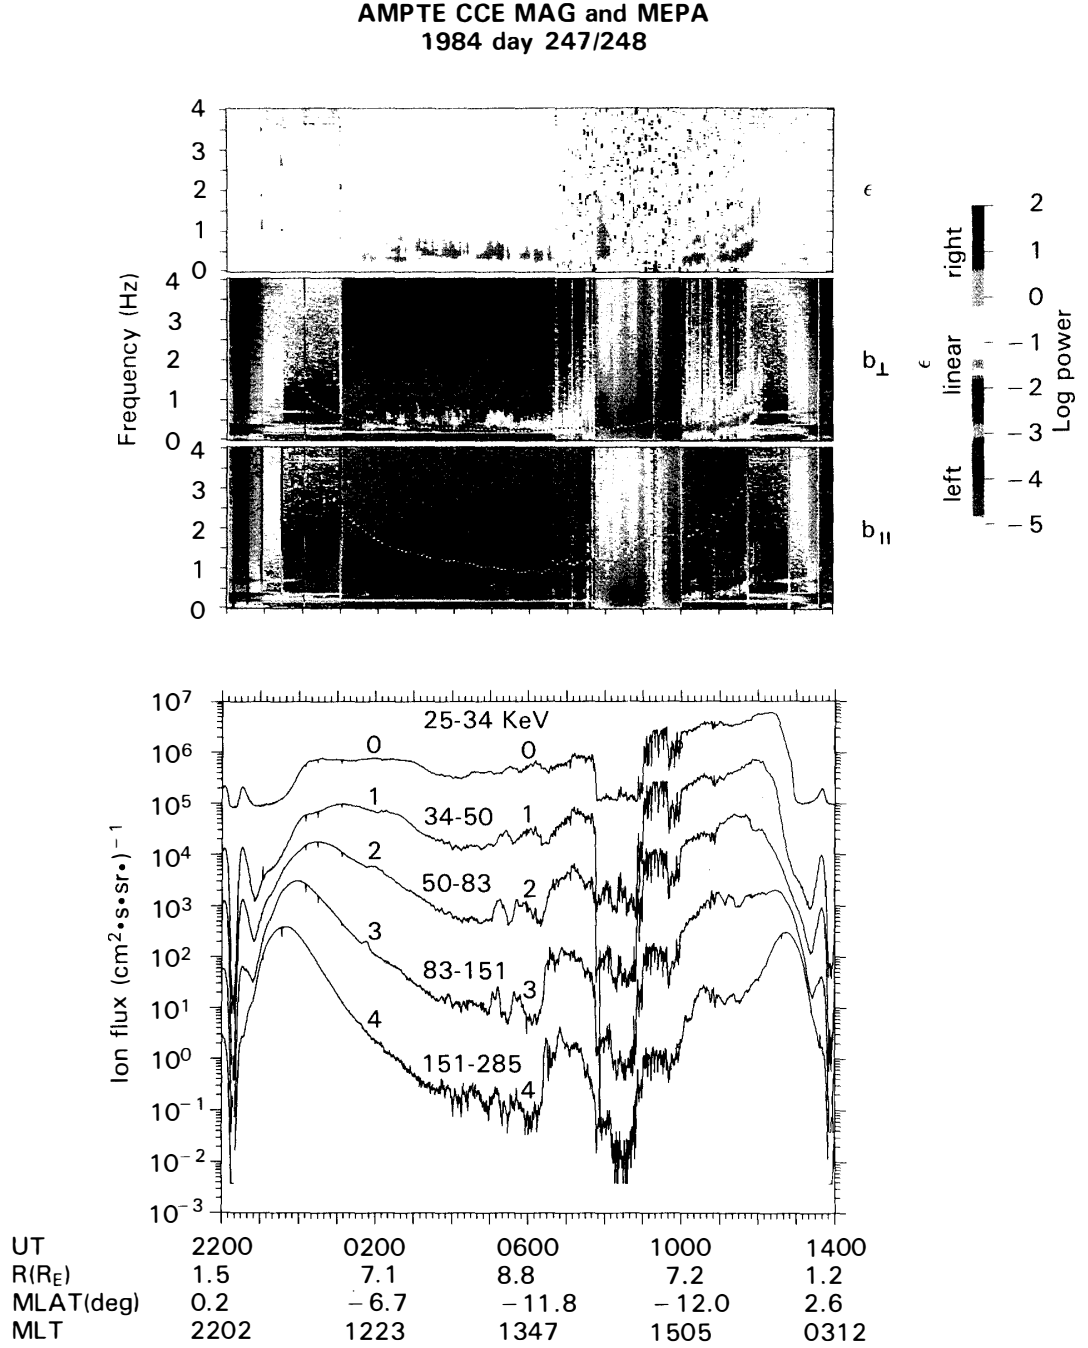 AMPTE CCE MAG and MEPA
1984 day 247/248
4
3
2
1
0
ϵ
4
3
2
1
0
b⊥
4
3
2
1
0
b||
Frequency (Hz)
right
linear
left
ϵ
2
1
0
−1
−2
−3
−4
−5
Log power
10⁷
10⁶
10⁵
10⁴
10³
10²
10¹
10⁰
10⁻¹
10⁻²
10⁻³
Ion flux (cm²•s•sr•)⁻¹
25-34 KeV
0 0
1 34-50 1
2 50-83 2
3 83-151 3
4 151-285 4
UT 2200 0200 0600 1000 1400
R(RE) 1.5 7.1 8.8 7.2 1.2
MLAT(deg) 0.2 −6.7 −11.8 −12.0 2.6
MLT 2202 1223 1347 1505 0312